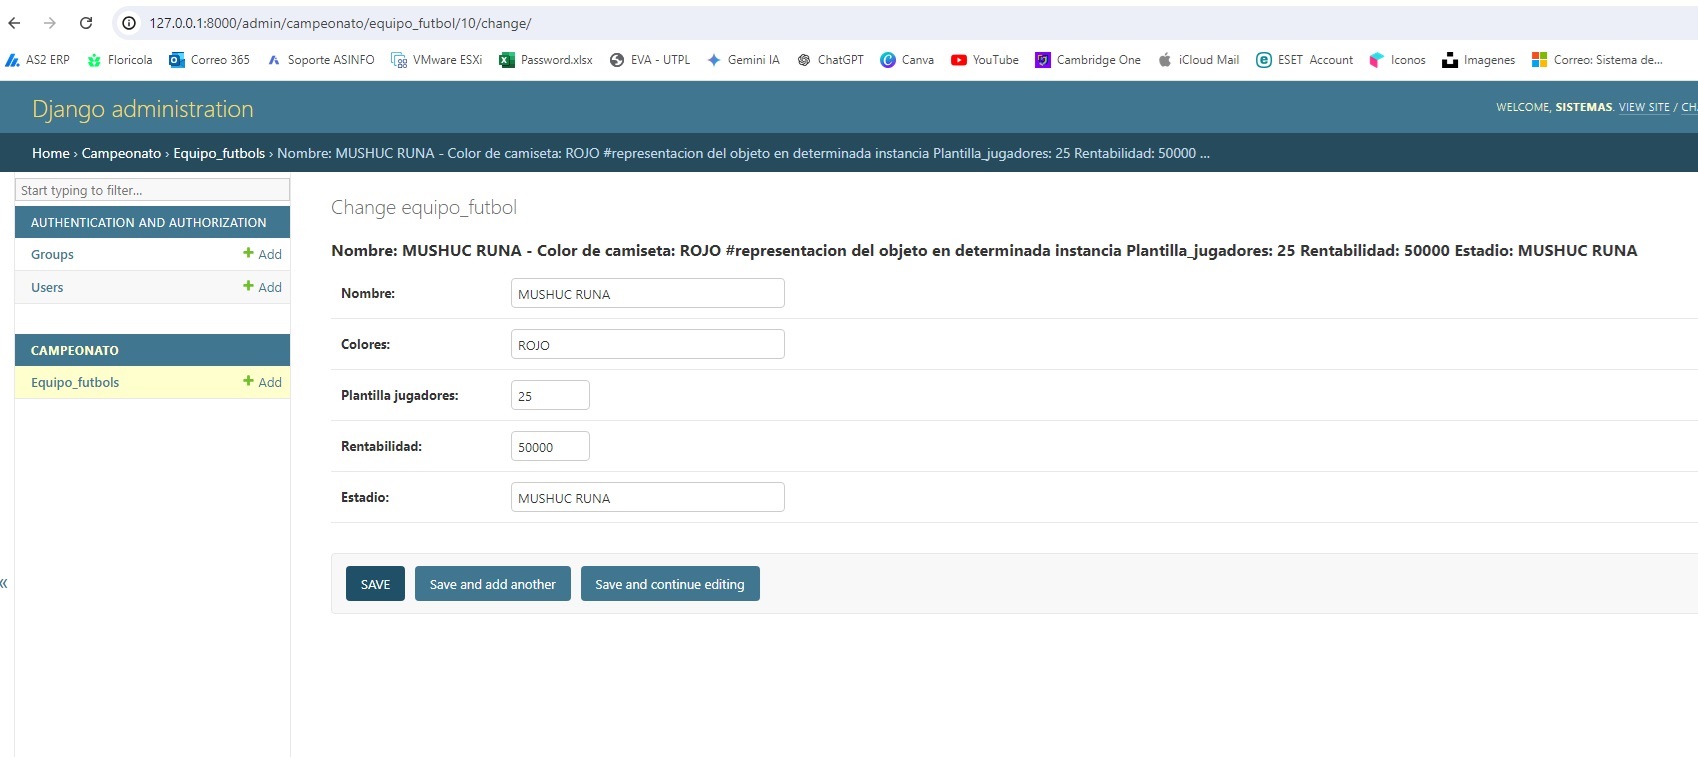 127.0.0.1:8000/admin/campeonato/equipo_futbol/10/change/
AS2 ERP Floricola Correo 365 Soporte ASINFO VMware ESXi Password.xlsx EVA - UTPL Gemini IA ChatGPT Canva YouTube Cambridge One iCloud Mail ESET Account Iconos Imagenes Correo: Sistema de...
Django administration
WELCOME, SISTEMAS. VIEW SITE / CH
Home › Campeonato › Equipo_futbols › Nombre: MUSHUC RUNA - Color de camiseta: ROJO #representacion del objeto en determinada instancia Plantilla_jugadores: 25 Rentabilidad: 50000 ...
Start typing to filter...
AUTHENTICATION AND AUTHORIZATION
Groups + Add
Users + Add
CAMPEONATO
Equipo_futbols + Add
«
Change equipo_futbol
Nombre: MUSHUC RUNA - Color de camiseta: ROJO #representacion del objeto en determinada instancia Plantilla_jugadores: 25 Rentabilidad: 50000 Estadio: MUSHUC RUNA
Nombre: MUSHUC RUNA
Colores: ROJO
Plantilla jugadores: 25
Rentabilidad: 50000
Estadio: MUSHUC RUNA
SAVE Save and add another Save and continue editing